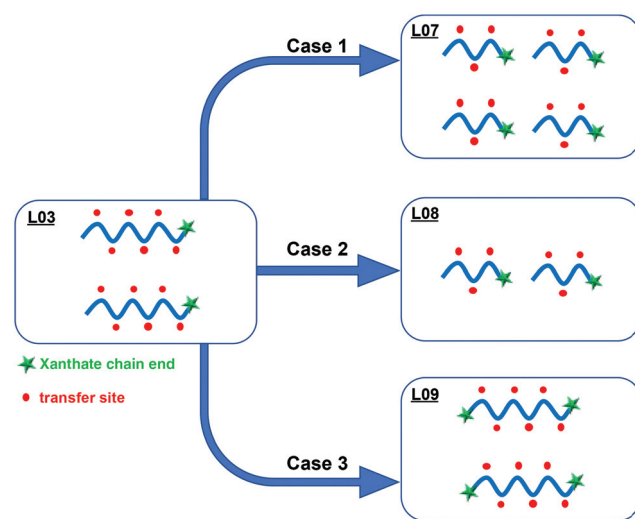 Case 1
L07
L03
Case 2
L08
Xanthate chain end
transfer site
Case 3
L09